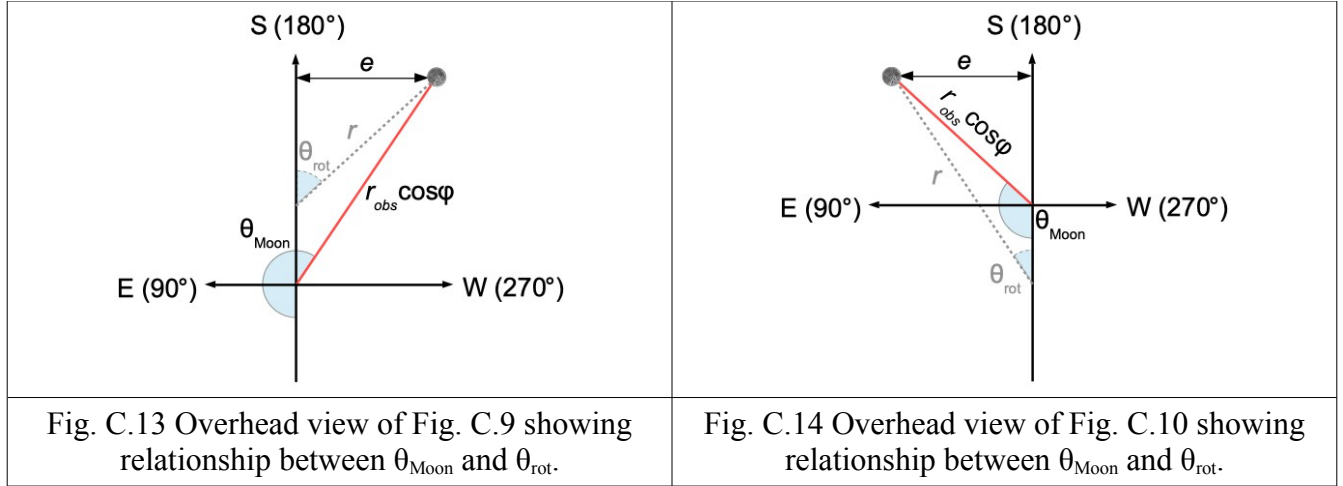 S (180°)
e
r
θrot
robs cosφ
θMoon
E (90°)
W (270°)
Fig. C.13 Overhead view of Fig. C.9 showing
relationship between θMoon and θrot.
S (180°)
e
robs cosφ
r
E (90°)
W (270°)
θMoon
θrot
Fig. C.14 Overhead view of Fig. C.10 showing
relationship between θMoon and θrot.